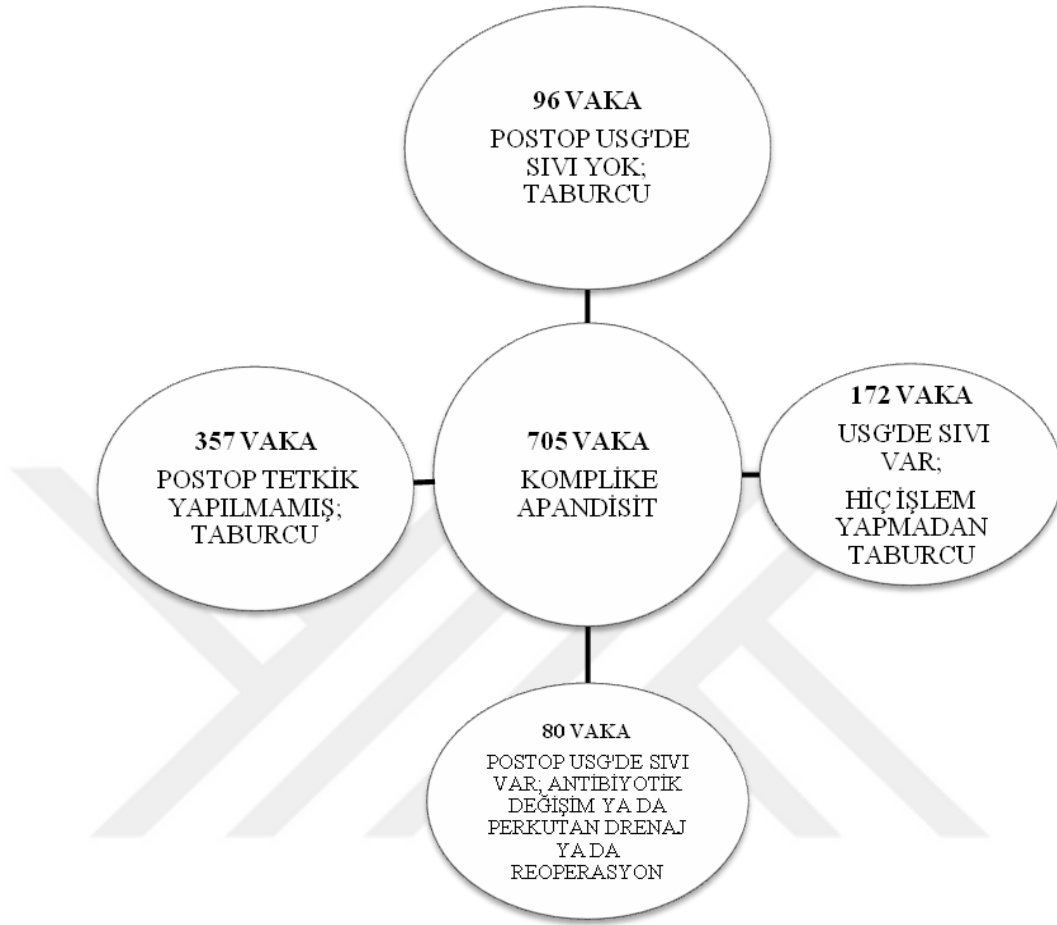 96 VAKA
POSTOP USG'DE
SIVI YOK;
TABURCU
357 VAKA
POSTOP TETKİK
YAPILMAMIŞ;
TABURCU
705 VAKA
KOMPLİKE
APANDİSİT
172 VAKA
USG'DE SIVI
VAR;
HİÇ İŞLEM
YAPMADAN
TABURCU
80 VAKA
POSTOP USG'DE SIVI
VAR; ANTİBİYOTİK
DEĞİŞİM YA DA
PERKUTAN DRENAJ
YA DA
REOPERASYON